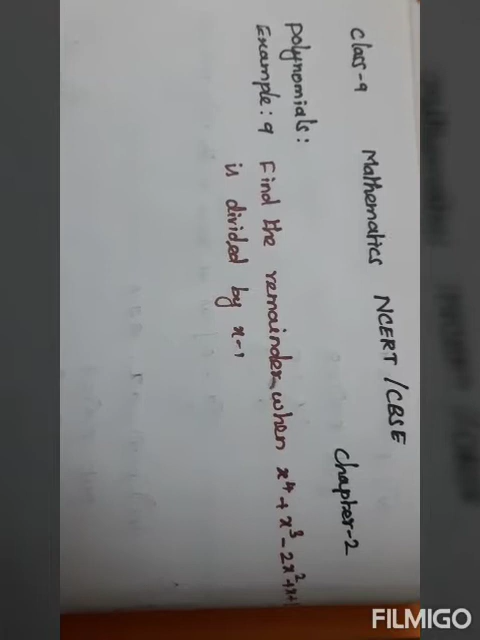 Class-9 Mathematics NCERT / CBSE
Chapter-2
Polynomials:
Example: 9 Find the remainder when x⁴ + x³ - 2x² + x + 1
is divided by x-1
FILMIGO